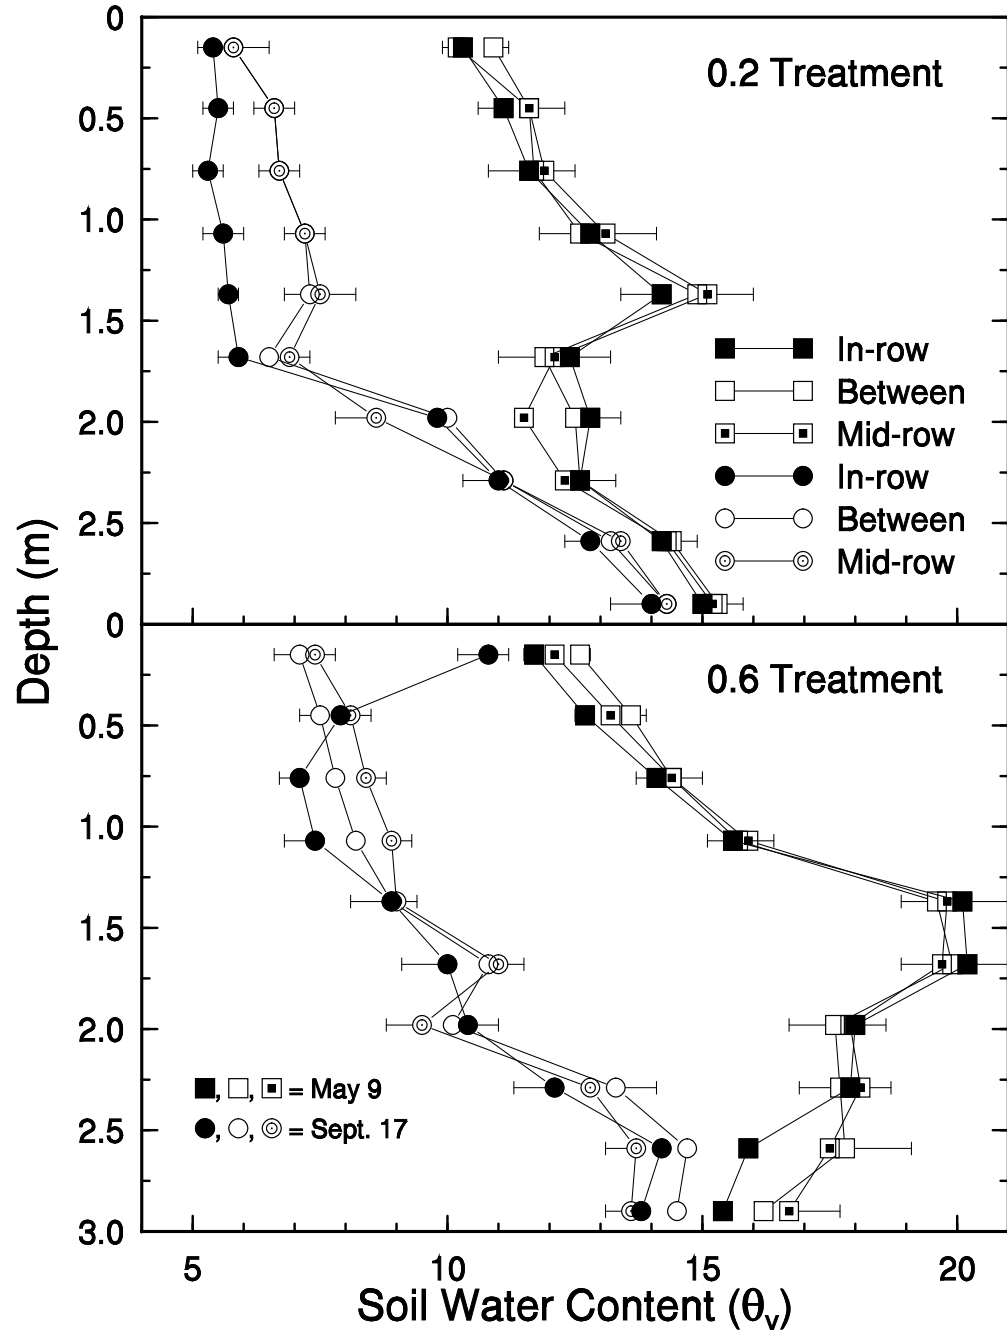 0
0.2 Treatment
0.5
1.0
1.5
In-row
Between
2.0
Mid-row
In-row
2.5
Between
Mid-row
0
Depth (m)
0.6 Treatment
0.5
1.0
1.5
2.0
, , = May 9
, , = Sept. 17
2.5
3.0
5 10 15 20
Soil Water Content (θv)